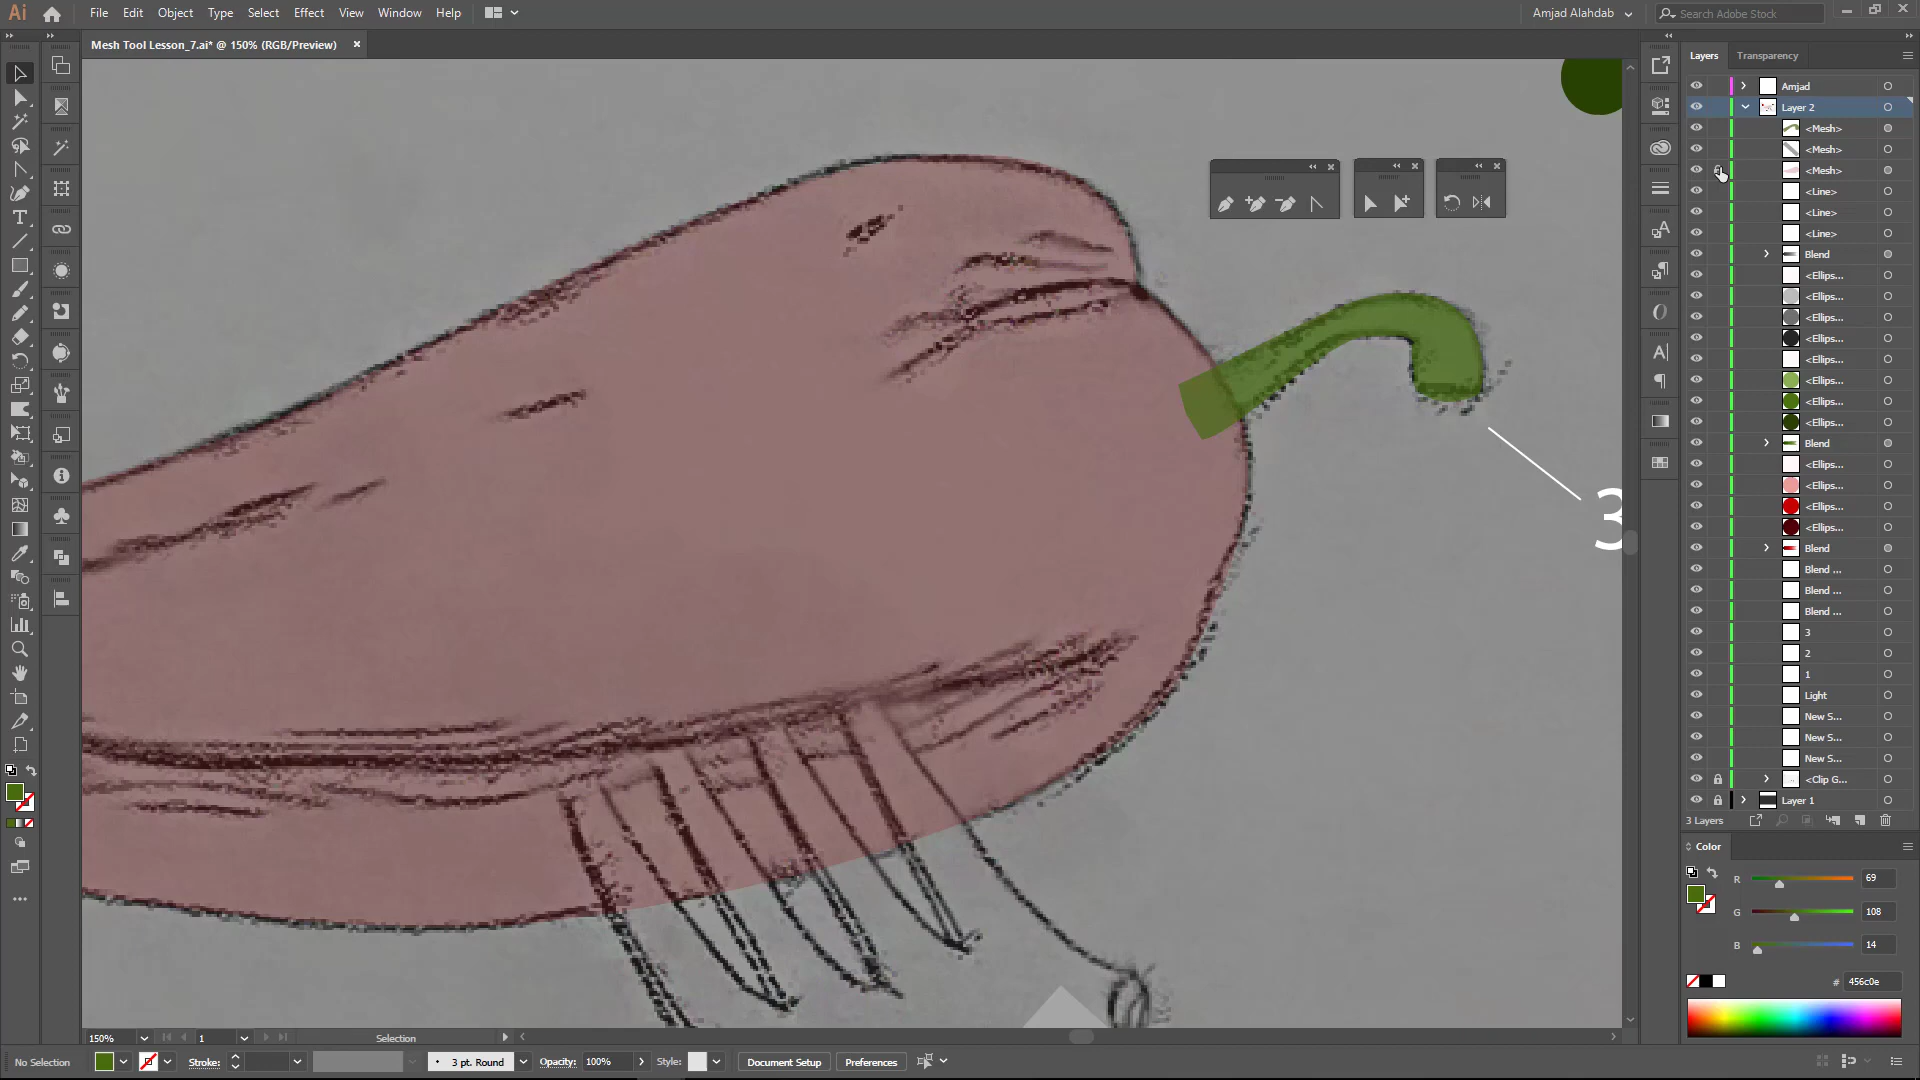 Ai File Edit Object Type Select Effect View Window Help Amjad Alahdab Search Adobe Stock
Mesh Tool Lesson_7.ai* @ 150% (RGB/Preview)
Layers Transparency
Amjad
Layer 2
<Mesh>
<Mesh>
<Mesh>
<Line>
<Line>
<Line>
Blend
<Ellips...
<Ellips...
<Ellips...
<Ellips...
<Ellips...
<Ellips...
<Ellips...
<Ellips...
Blend
<Ellips...
<Ellips...
<Ellips...
<Ellips...
Blend
Blend ...
Blend ...
Blend ...
3
2
1
Light
New S...
New S...
New S...
<Clip G...
Layer 1
3 Layers
Color
R 69
G 108
B 14
# 456c0e
3
150% 1 Selection
No Selection Stroke: 3 pt. Round Opacity: 100% Style: Document Setup Preferences